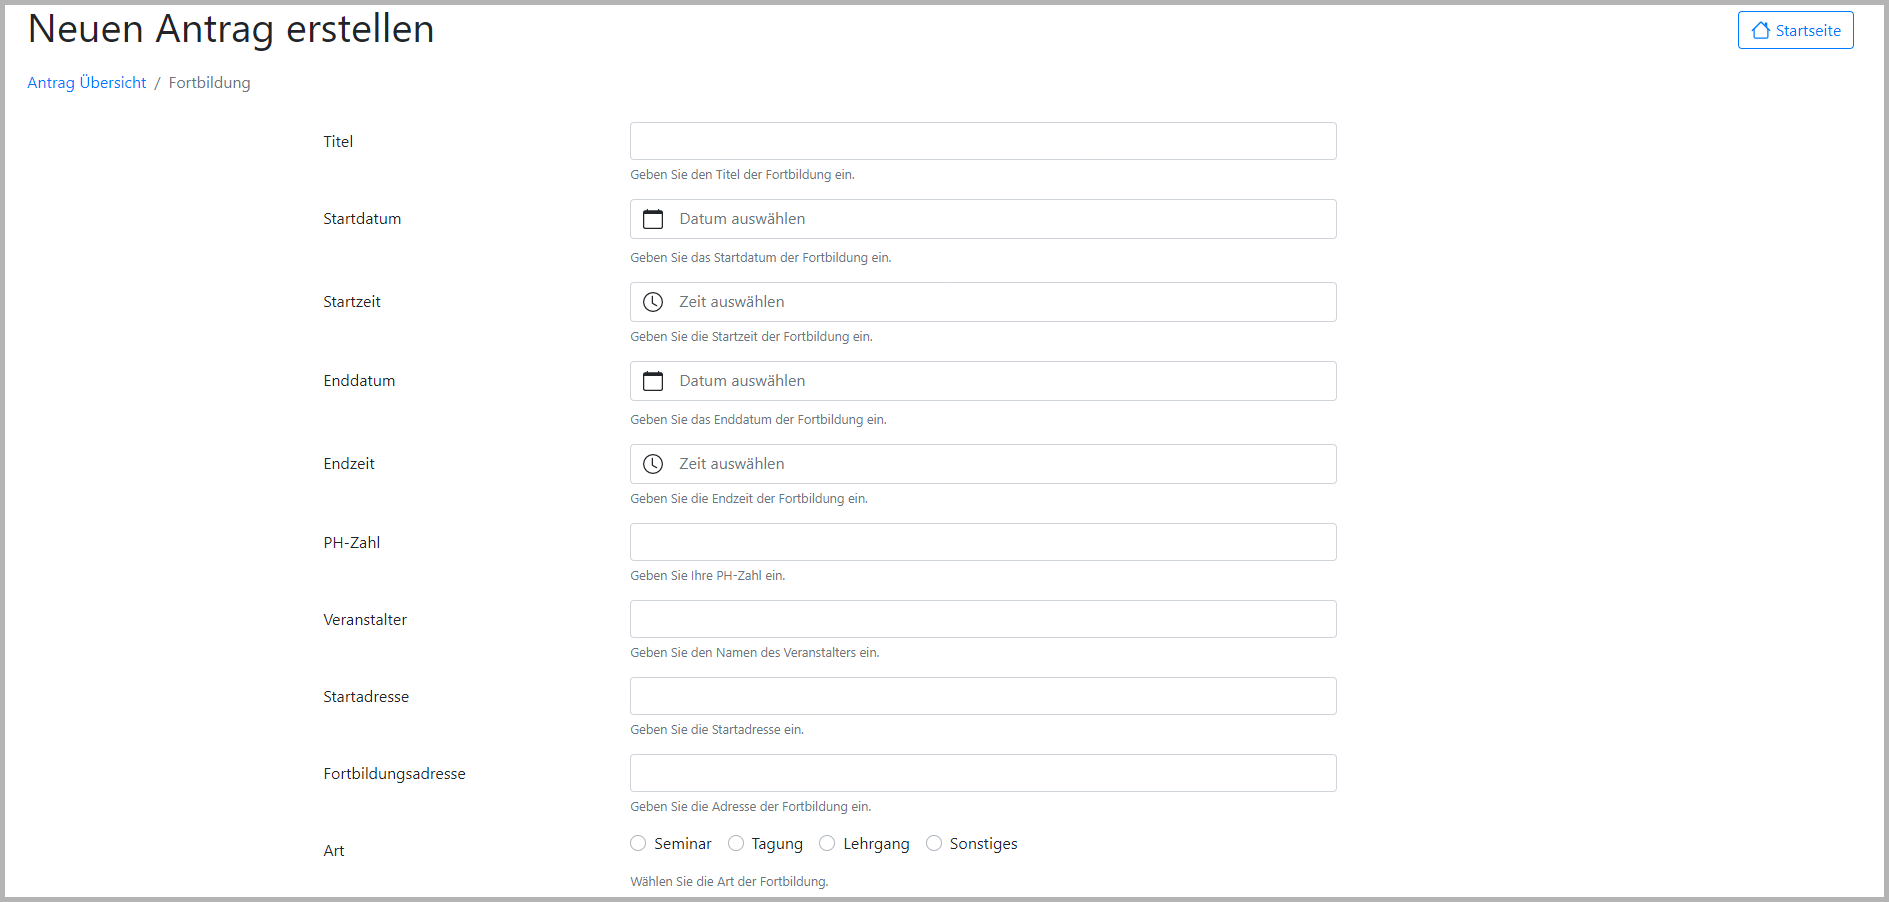 Neuen Antrag erstellen
Startseite
Antrag Übersicht / Fortbildung
Titel
Geben Sie den Titel der Fortbildung ein.
Startdatum
Datum auswählen
Geben Sie das Startdatum der Fortbildung ein.
Startzeit
Zeit auswählen
Geben Sie die Startzeit der Fortbildung ein.
Enddatum
Datum auswählen
Geben Sie das Enddatum der Fortbildung ein.
Endzeit
Zeit auswählen
Geben Sie die Endzeit der Fortbildung ein.
PH-Zahl
Geben Sie Ihre PH-Zahl ein.
Veranstalter
Geben Sie den Namen des Veranstalters ein.
Startadresse
Geben Sie die Startadresse ein.
Fortbildungsadresse
Geben Sie die Adresse der Fortbildung ein.
Art
Seminar Tagung Lehrgang Sonstiges
Wählen Sie die Art der Fortbildung.